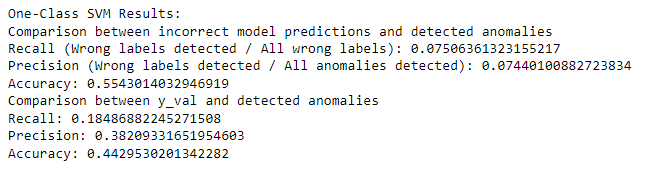 One-Class SVM Results:
Comparison between incorrect model predictions and detected anomalies
Recall (Wrong labels detected / All wrong labels): 0.07506361323155217
Precision (Wrong labels detected / All anomalies detected): 0.07440100882723834
Accuracy: 0.5543014032946919
Comparison between y_val and detected anomalies
Recall: 0.18486882245271508
Precision: 0.38209331651954603
Accuracy: 0.4429530201342282